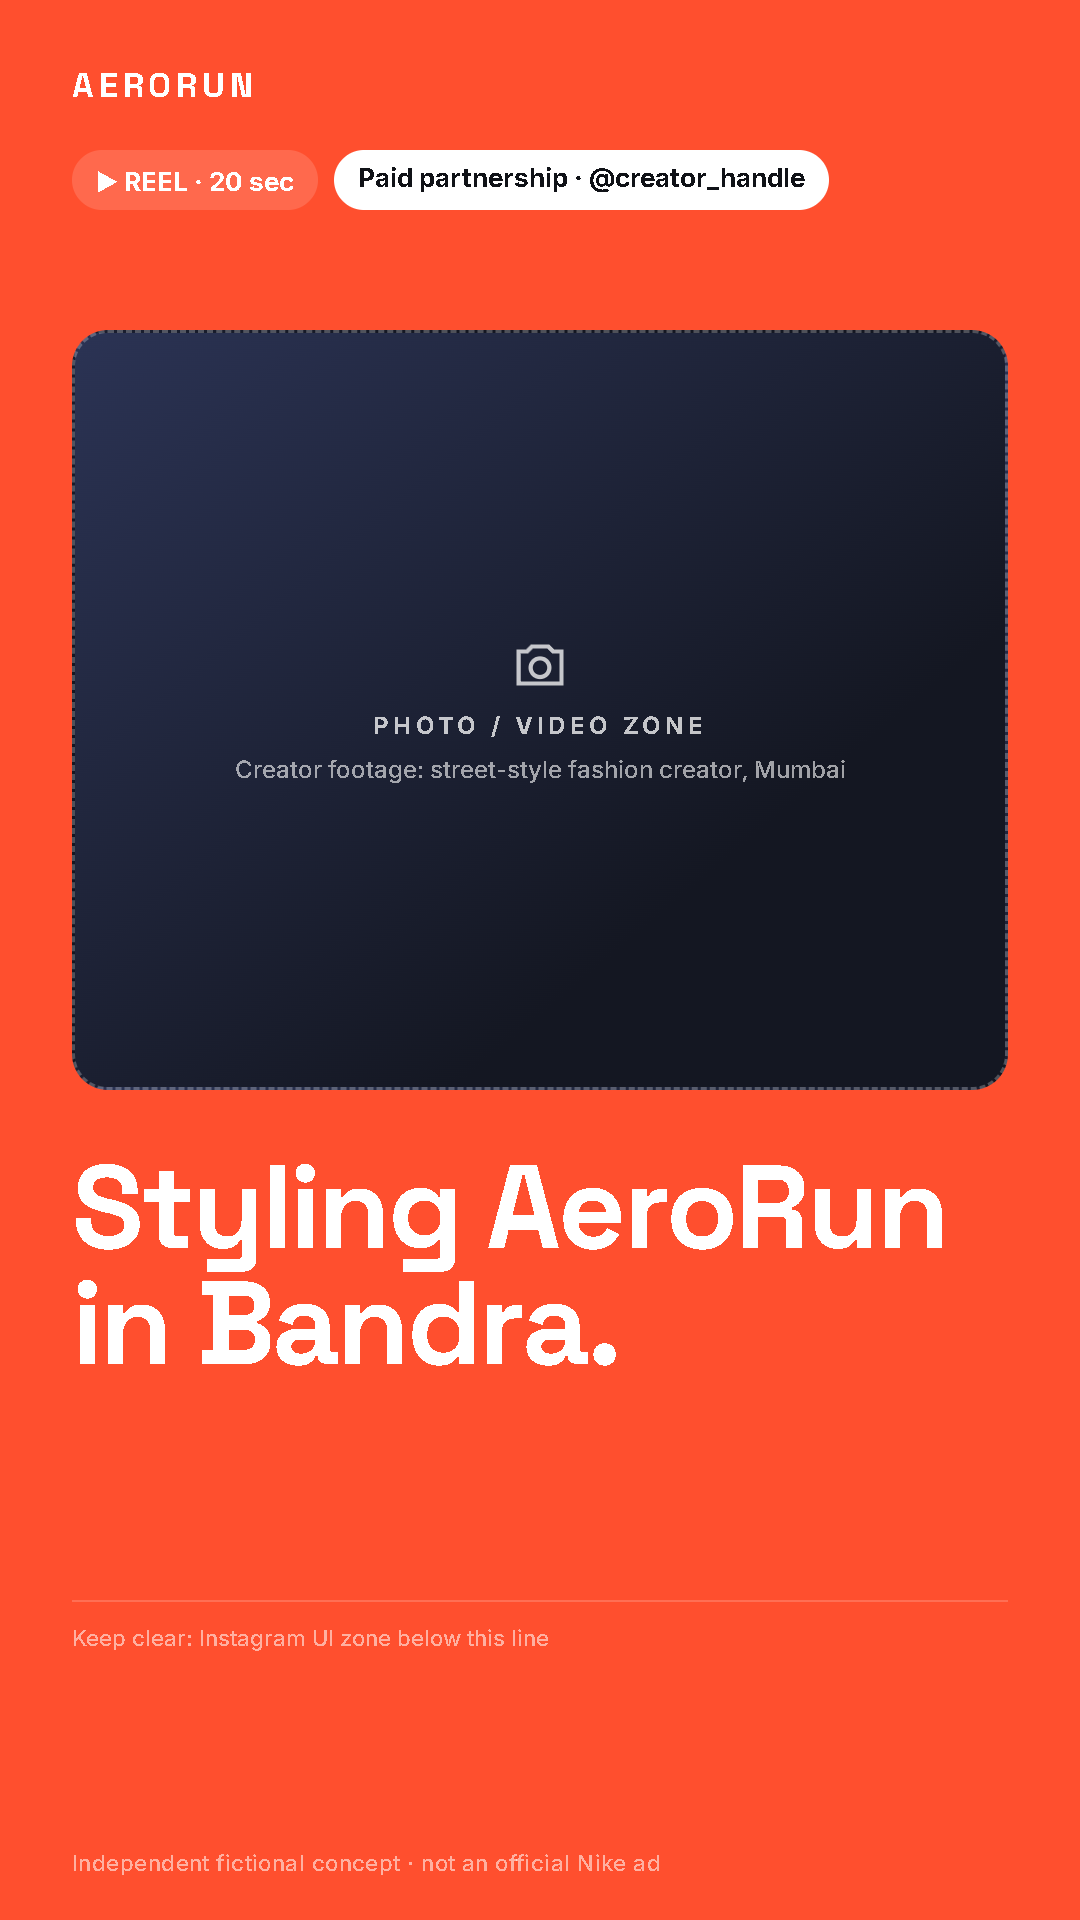 AERORUN
▶ REEL · 20 sec
Paid partnership · @creator_handle
PHOTO / VIDEO ZONE
Creator footage: street-style fashion creator, Mumbai
Styling AeroRun
in Bandra.
Keep clear: Instagram UI zone below this line
Independent fictional concept · not an official Nike ad